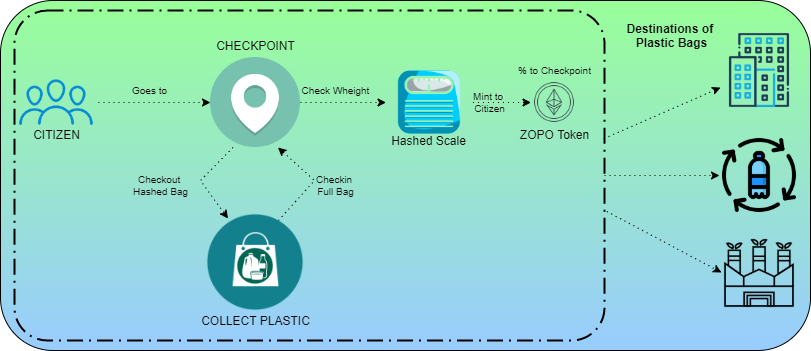 Destinations of
Plastic Bags
CHECKPOINT
% to Checkpoint
Goes to
Check Wheight
Mint to
Citizen
CITIZEN
Hashed Scale
ZOPO Token
Checkout
Hashed Bag
Checkin
Full Bag
COLLECT PLASTIC